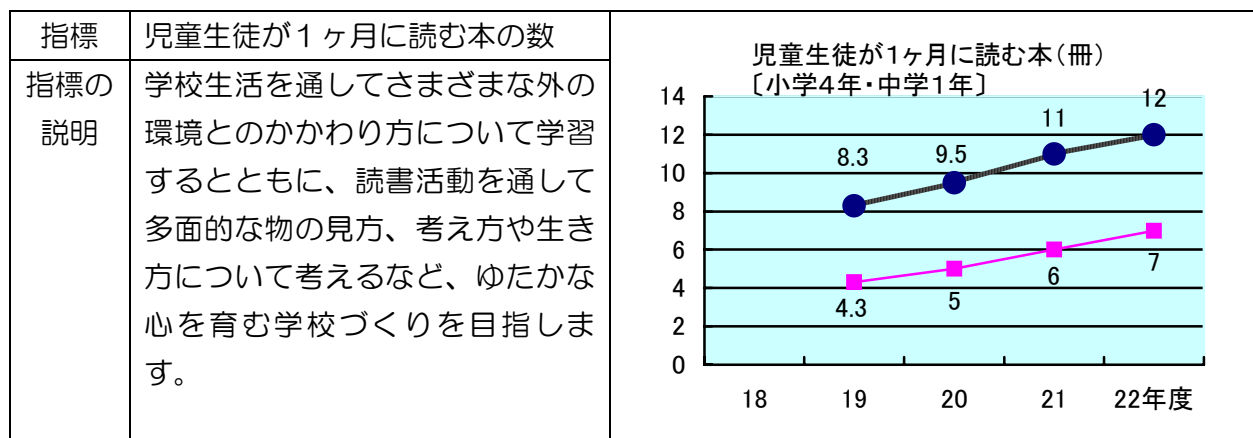 指標
児童生徒が1ヶ月に読む本の数
指標の
説明
学校生活を通してさまざまな外の
環境とのかかわり方について学習
するとともに、読書活動を通して
多面的な物の見方、考え方や生き
方について考えるなど、ゆたかな
心を育む学校づくりを目指しま
す。
児童生徒が1ヶ月に読む本(冊)
〔小学4年・中学1年〕
14
12
10
8
6
4
2
0
8.3
9.5
11
12
4.3
5
6
7
18
19
20
21
22年度